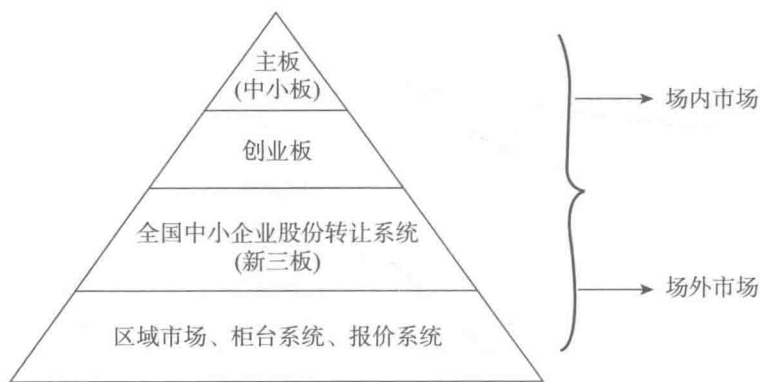 主板
(中小板)
场内市场
创业板
全国中小企业股份转让系统
(新三板)
场外市场
区域市场、柜台系统、报价系统